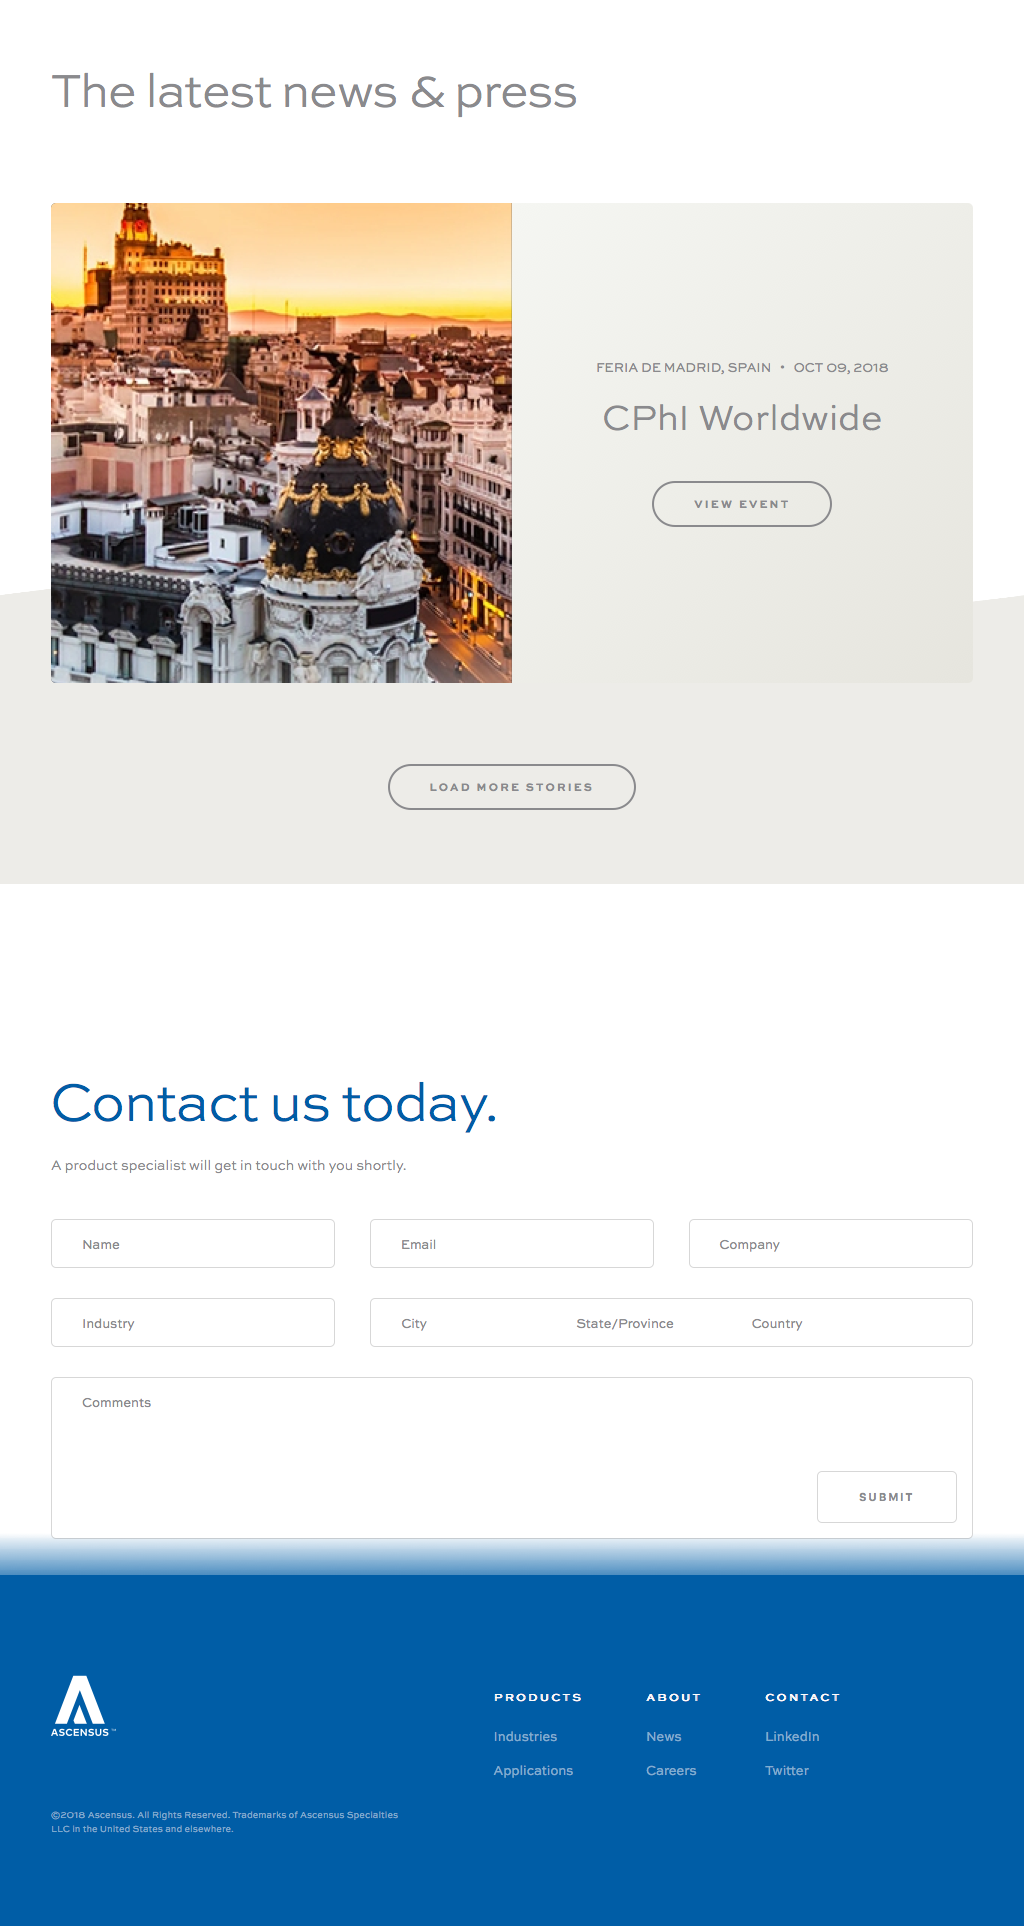 The latest news & press
FERIA DE MADRID, SPAIN • OCT 09, 2018
CPhI Worldwide
VIEW EVENT
LOAD MORE STORIES
Contact us today.
A product specialist will get in touch with you shortly.
Name
Email
Company
Industry
City
State/Province
Country
Comments
SUBMIT
ASCENSUS™
PRODUCTS
Industries
Applications
ABOUT
News
Careers
CONTACT
LinkedIn
Twitter
©2018 Ascensus. All Rights Reserved. Trademarks of Ascensus Specialties
LLC in the United States and elsewhere.